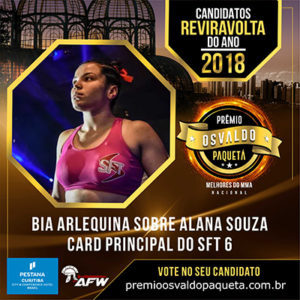 CANDIDATOS
REVIRAVOLTA
DO ANO
2018
PRÊMIO
OSVALDO
PAQUETÁ
MELHORES DO MMA
NACIONAL
SFT
BIA ARLEQUINA SOBRE ALANA SOUZA
CARD PRINCIPAL DO SFT 6
PESTANA
CURITIBA
AFW
VOTE NO SEU CANDIDATO
premioosvaldopaqueta.com.br